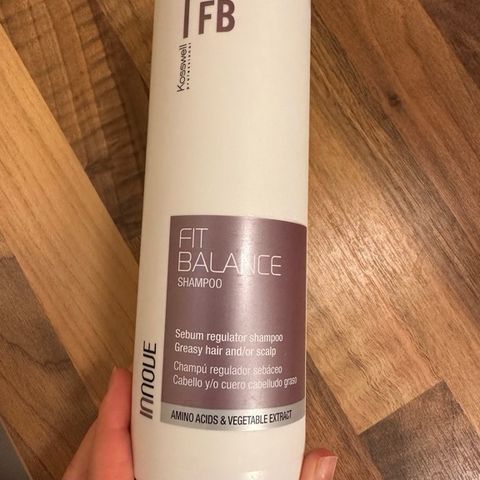 FB
Kosswell
professional
FIT
BALANCE
SHAMPOO
Sebum regulator shampoo
Greasy hair and/or scalp
Champú regulador sebáceo
Cabello y/o cuero cabelludo graso
AMINO ACIDS & VEGETABLE EXTRACT
INNOVE